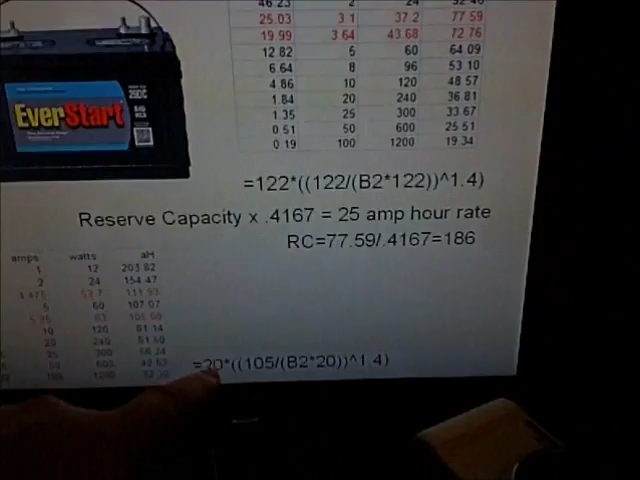 46.23 2 24
25.03 3.1 37.2 77.59
19.99 3.64 43.68 72.76
12.82 5 60 64.09
6.64 8 96 53.10
4.86 10 120 48.57
1.84 20 240 36.81
1.35 25 300 33.67
0.51 50 600 25.51
0.19 100 1200 19.34
EverStart
=122*((122/(B2*122))^1.4)
Reserve Capacity x .4167 = 25 amp hour rate
RC=77.59/.4167=186
amps watts aH
1 12 203.82
2 24 154.47
5 60 107.07
10 120 81.14
20 240
300
600
=20*((105/(B2*20))^1.4)